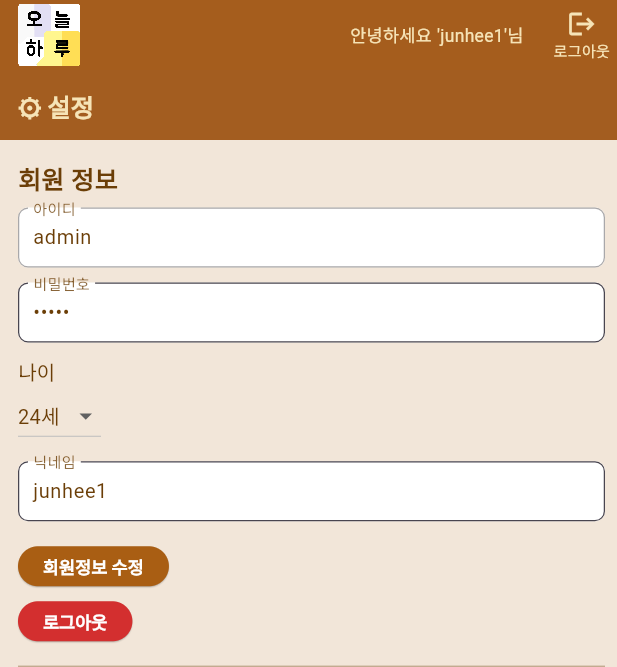 오늘
하루
안녕하세요 'junhee1'님
로그아웃
설정
회원 정보
아이디
admin
비밀번호
•••••
나이
24세
닉네임
junhee1
회원정보 수정
로그아웃